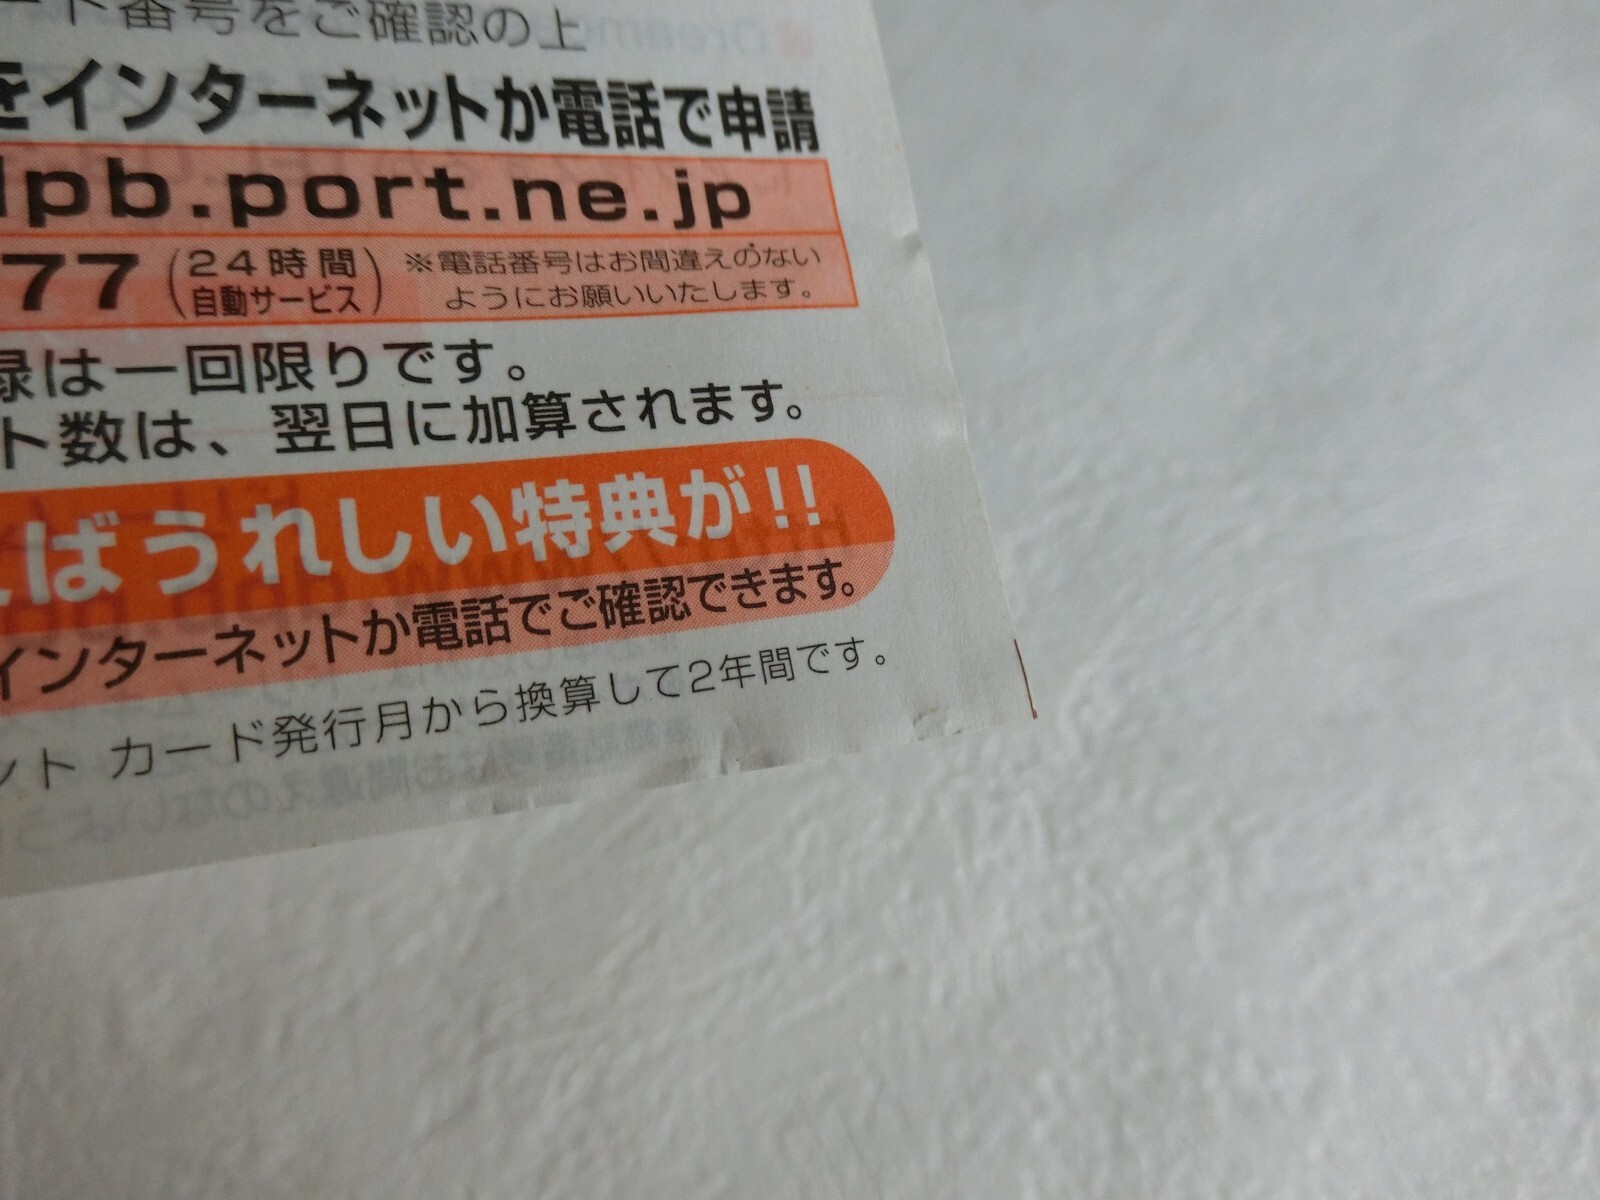 ード番号をご確認の上
をインターネットか電話で申請
dpb.port.ne.jp
77(24時間自動サービス) ※電話番号はお間違えのない
ようにお願いいたします。
録は一回限りです。
ト数は、翌日に加算されます。
ばうれしい特典が!!
インターネットか電話でご確認できます。
ント カード発行月から換算して2年間です。